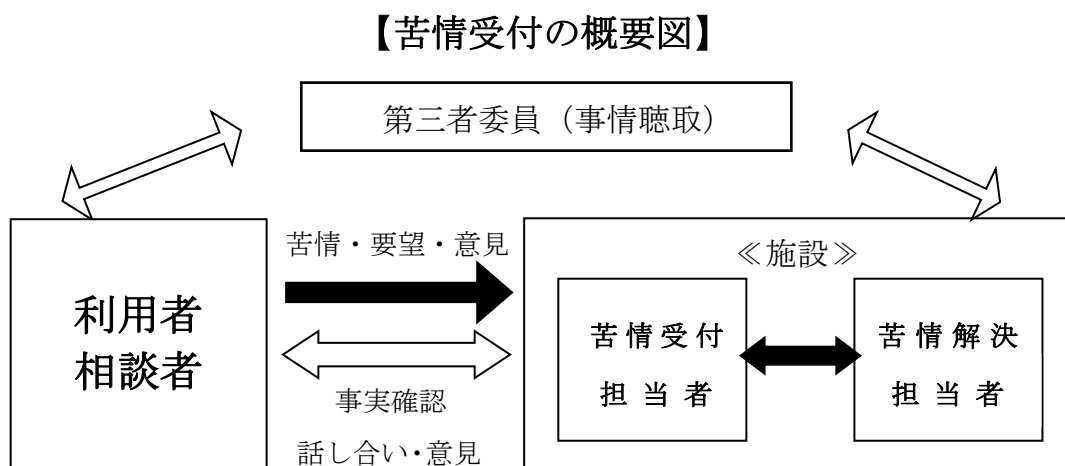 【苦情受付の概要図】
第三者委員（事情聴取）
利用者
相談者
苦情・要望・意見
事実確認
話し合い・意見
≪施設≫
苦情受付
担当者
苦情解決
担当者